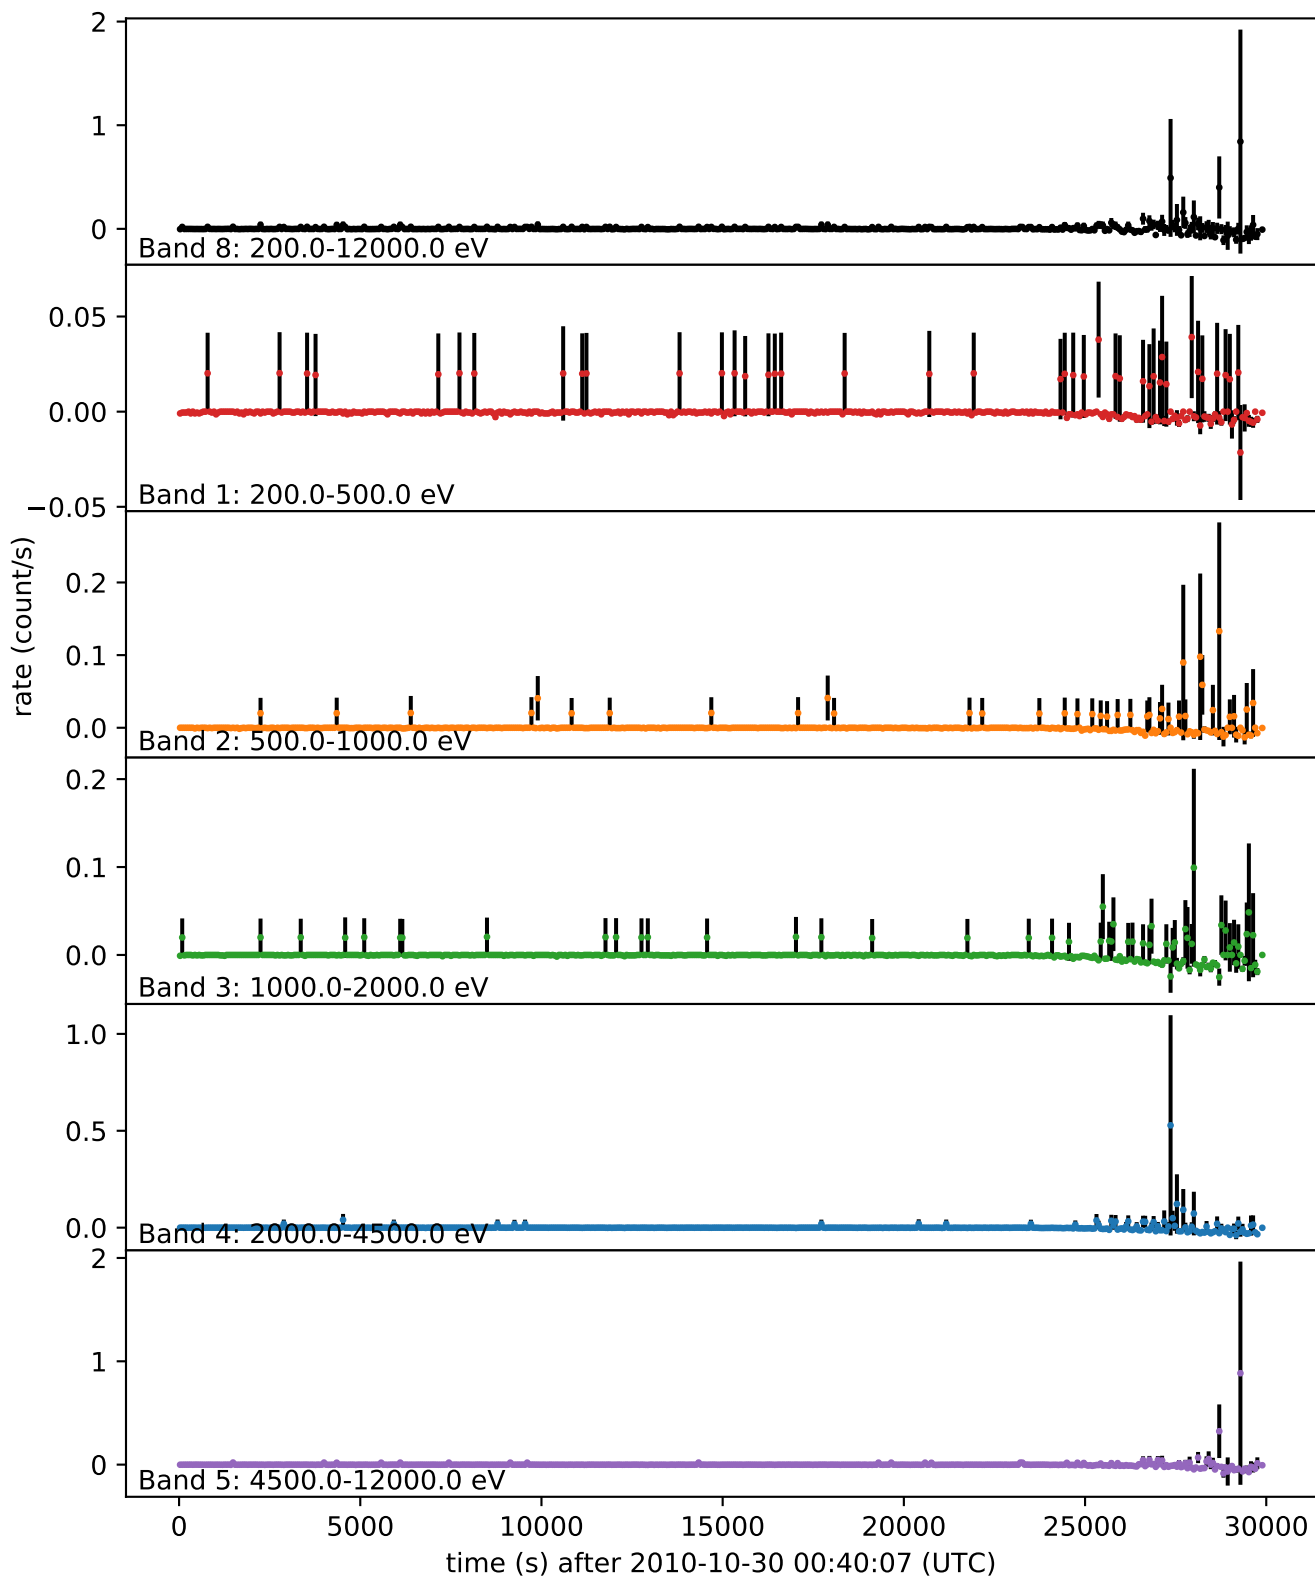 2
1
0
Band 8: 200.0-12000.0 eV
0.05
0.00
−0.05
Band 1: 200.0-500.0 eV
rate (count/s)
0.2
0.1
0.0
Band 2: 500.0-1000.0 eV
0.2
0.1
0.0
Band 3: 1000.0-2000.0 eV
1.0
0.5
0.0
Band 4: 2000.0-4500.0 eV
2
1
0
Band 5: 4500.0-12000.0 eV
0 5000 10000 15000 20000 25000 30000
time (s) after 2010-10-30 00:40:07 (UTC)